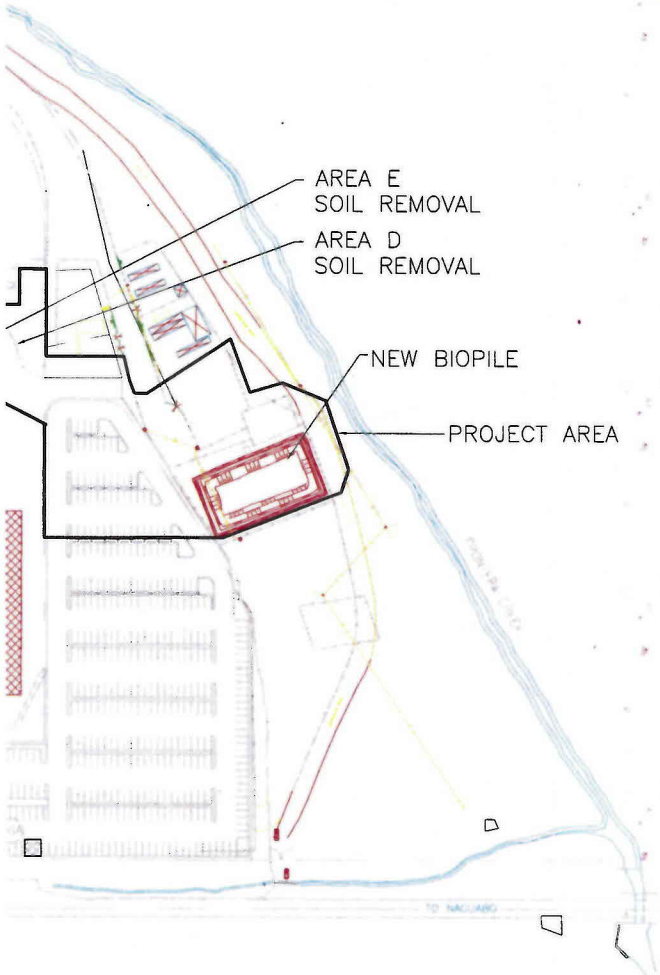 AREA E
SOIL REMOVAL
AREA D
SOIL REMOVAL
NEW BIOPILE
PROJECT AREA
TO NAGUABO